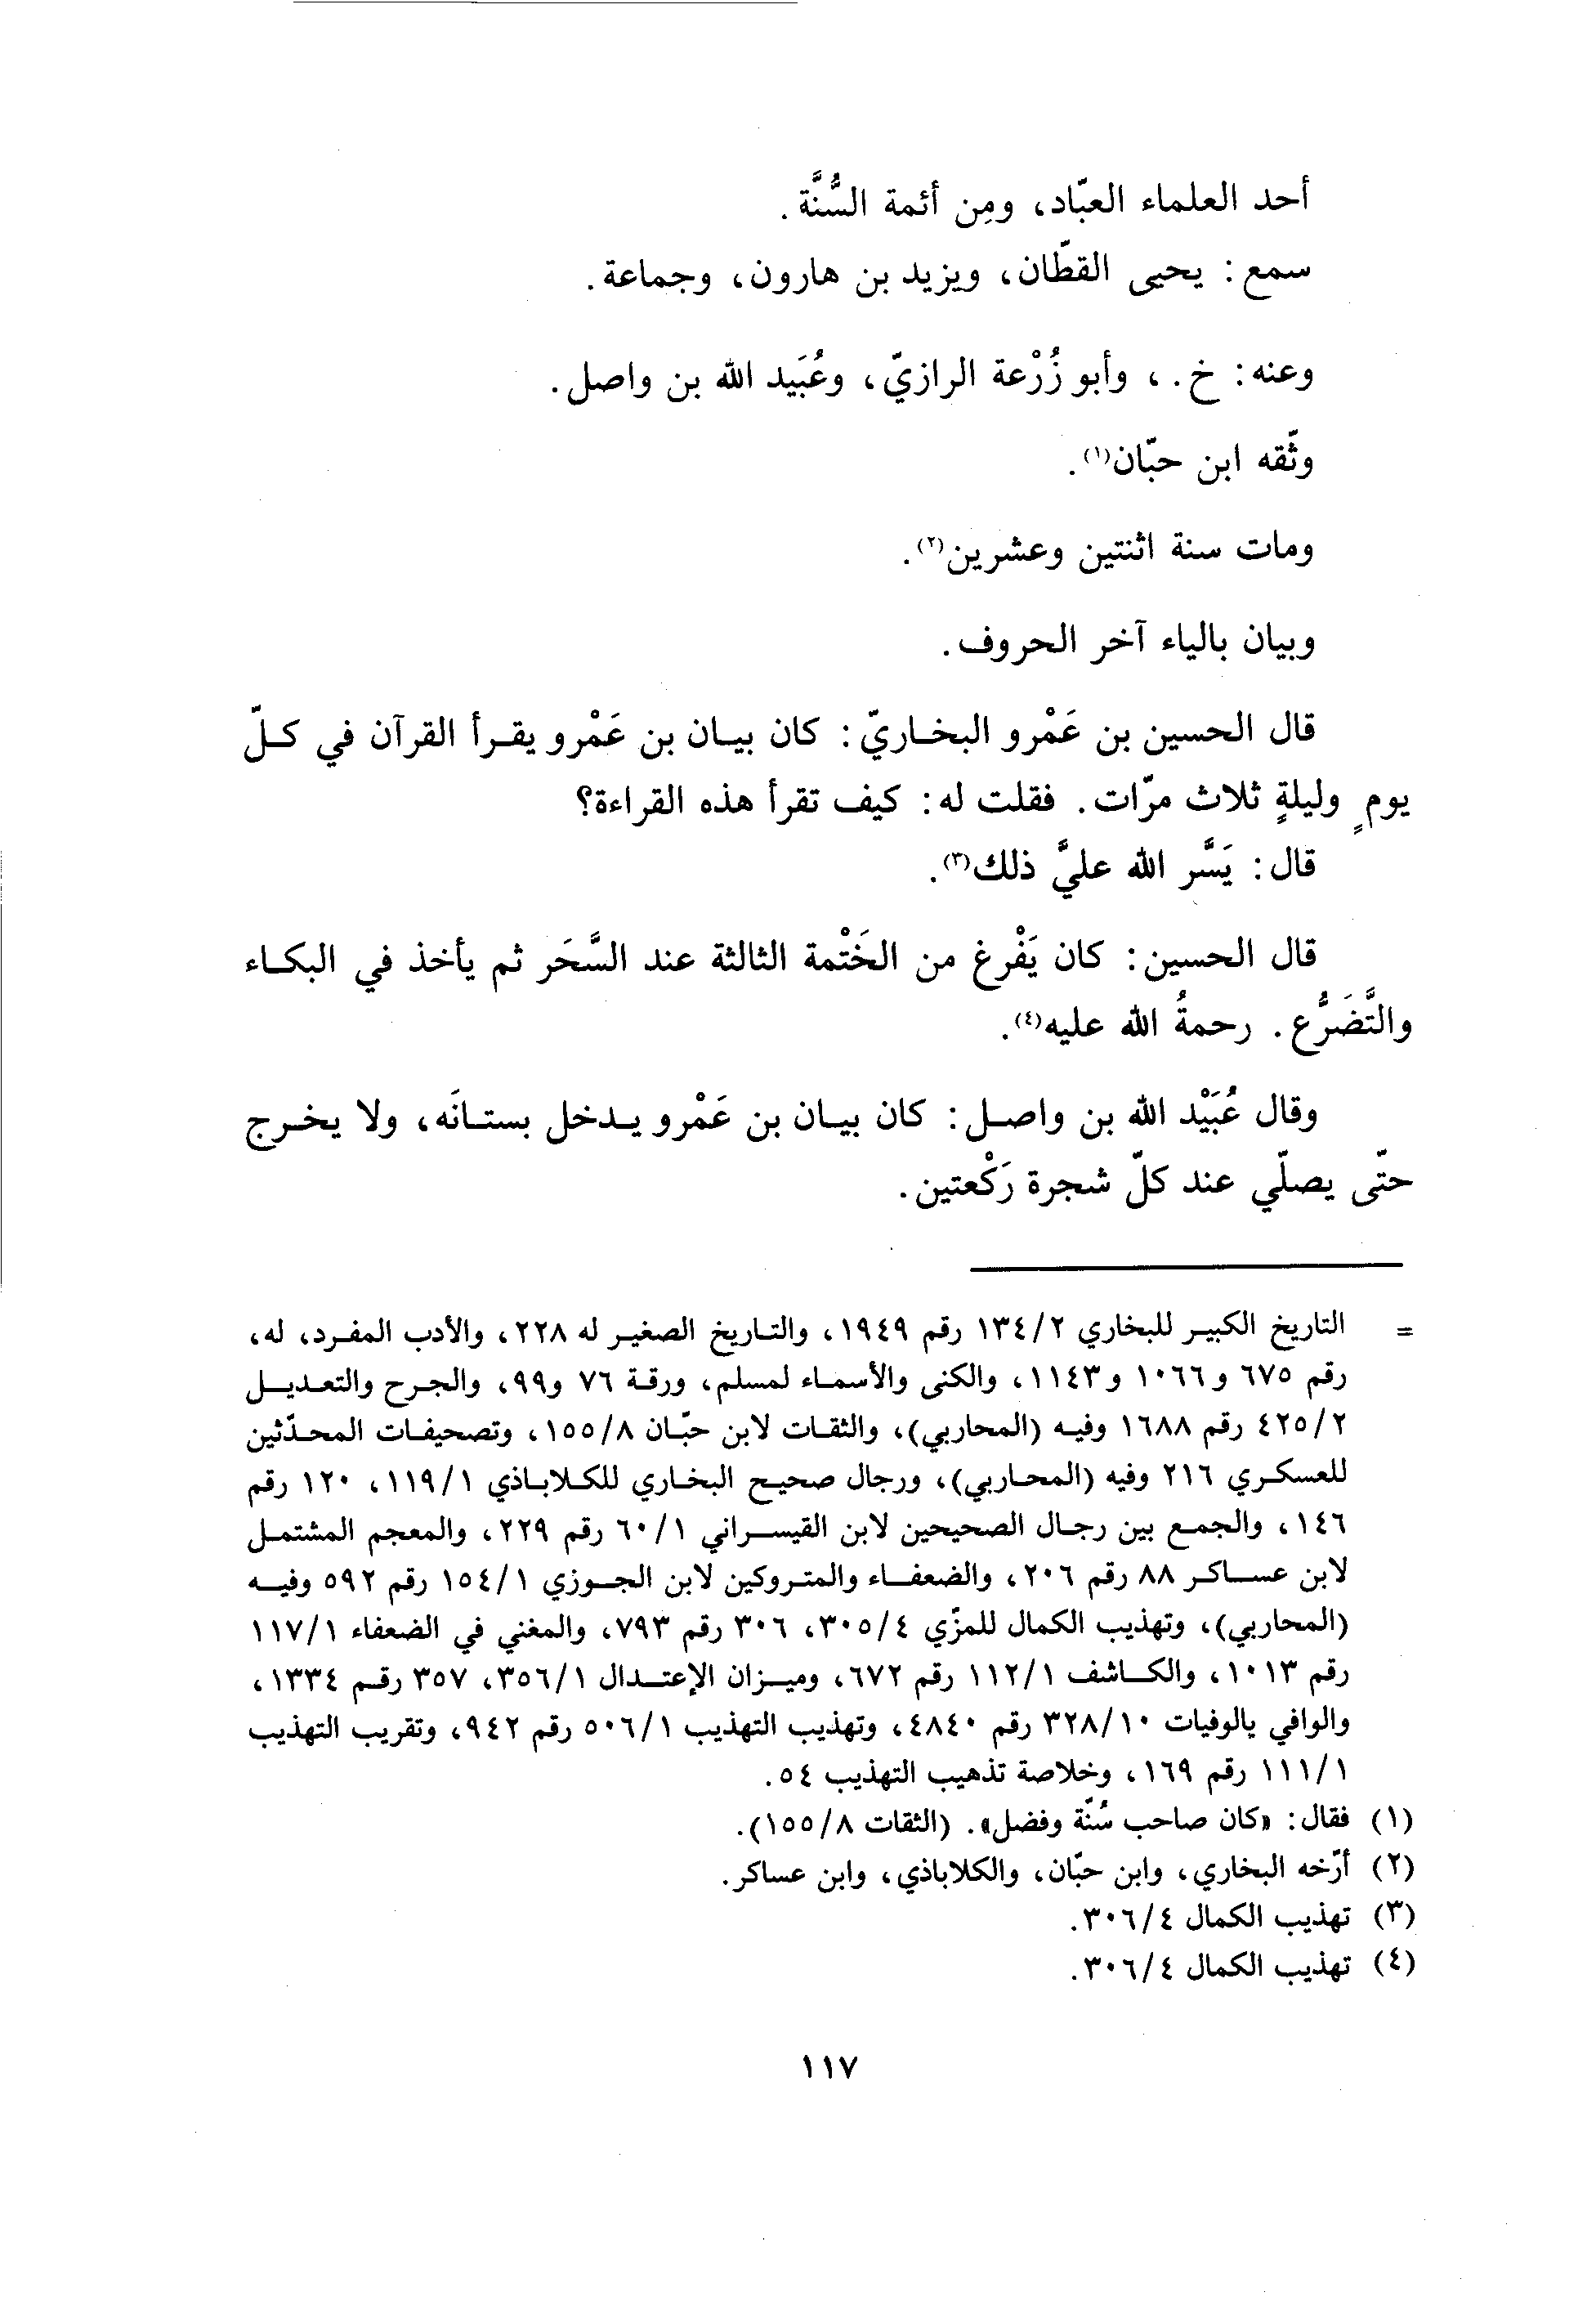 أحد العلماء العبّاد، ومِن أئمة السُّنَّة.
سمع: يحيى القطّان، ويزيد بن هارون، وجماعة.
وعنه: خ.، وأبو زُرْعة الرازيّ، وعُبَيد الله بن واصل.
وثّقه ابن حبّان(١).
ومات سنة اثنتين وعشرين(٢).
وبيان بالياء آخر الحروف.
قال الحسين بن عَمْرو البخاريّ: كان بيان بن عَمْرو يقرأ القرآن في كلّ
يومٍ وليلةٍ ثلاث مرّات. فقلت له: كيف تقرأ هذه القراءة؟
قال: يَسَّر الله عليَّ ذلك(٣).
قال الحسين: كان يَفْرغ من الخَتْمة الثالثة عند السَّحَر ثم يأخذ في البكاء
والتَّضَرُّع. رحمةُ الله عليه(٤).
وقال عُبَيْد الله بن واصل: كان بيان بن عَمْرو يدخل بستانَه، ولا يخرج
حتّى يصلّي عند كلّ شجرة رَكْعتين.
= التاريخ الكبير للبخاري ١٣٤/٢ رقم ١٩٤٩، والتاريخ الصغير له ٢٢٨، والأدب المفرد، له،
رقم ٦٧٥ و١٠٦٦ و١١٤٣، والكنى والأسماء لمسلم، ورقة ٧٦ و٩٩، والجرح والتعديل
٤٢٥/٢ رقم ١٦٨٨ وفيه (المحاربي)، والثقات لابن حبّان ١٥٥/٨، وتصحيفات المحدّثين
للعسكري ٢١٦ وفيه (المحاربي)، ورجال صحيح البخاري للكلاباذي ١١٩/١، ١٢٠ رقم
١٤٦، والجمع بين رجال الصحيحين لابن القيسراني ٦٠/١ رقم ٢٢٩، والمعجم المشتمل
لابن عساكر ٨٨ رقم ٢٠٦، والضعفاء والمتروكين لابن الجوزي ١٥٤/١ رقم ٥٩٢ وفيه
(المحاربي)، وتهذيب الكمال للمزّي ٣٠٥/٤، ٣٠٦ رقم ٧٩٣، والمغني في الضعفاء ١١٧/١
رقم ١٠١٣، والكاشف ١١٢/١ رقم ٦٧٢، وميزان الإعتدال ٣٥٦/١، ٣٥٧ رقم ١٣٣٤،
والوافي بالوفيات ٣٢٨/١٠ رقم ٤٨٤٠، وتهذيب التهذيب ٥٠٦/١ رقم ٩٤٢، وتقريب التهذيب
١١١/١ رقم ١٦٩، وخلاصة تذهيب التهذيب ٥٤.
(١) فقال: «كان صاحب سُنّة وفضل». (الثقات ١٥٥/٨).
(٢) أرّخه البخاري، وابن حبّان، والكلاباذي، وابن عساكر.
(٣) تهذيب الكمال ٣٠٦/٤.
(٤) تهذيب الكمال ٣٠٦/٤.
١١٧